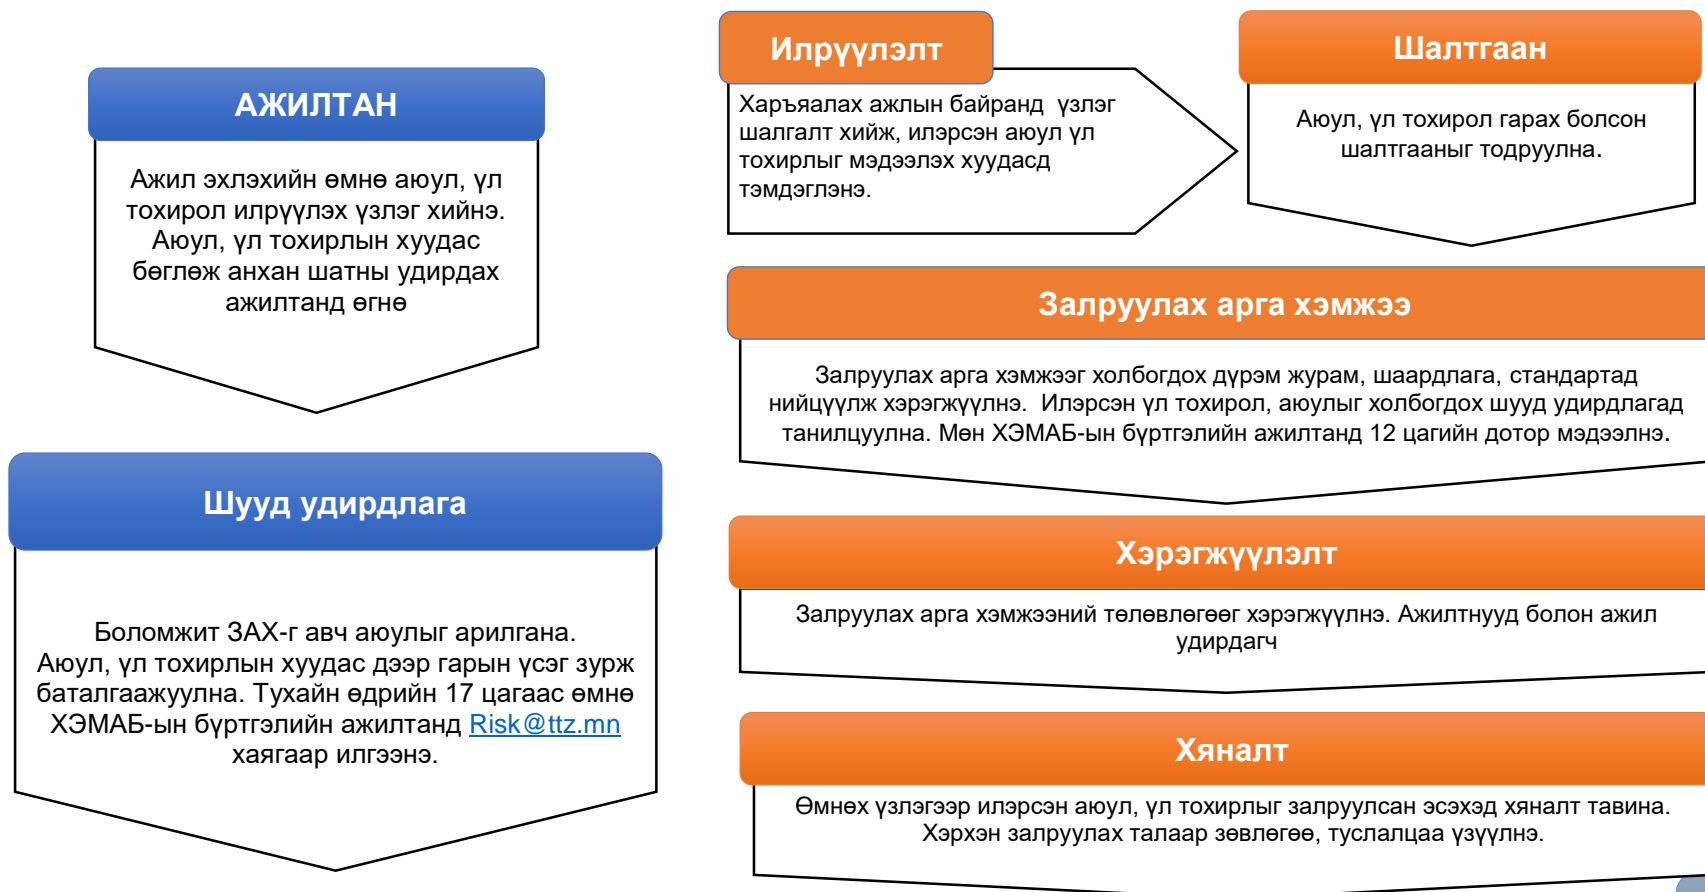 АЖИЛТАН
Ажил эхлэхийн өмнө аюул, үл
тохирол илрүүлэх үзлэг хийнэ.
Аюул, үл тохирлын хуудас
бөглөж анхан шатны удирдах
ажилтанд өгнө
Шууд удирдлага
Боломжит ЗАХ-г авч аюулыг арилгана.
Аюул, үл тохирлын хуудас дээр гарын үсэг зурж
баталгаажуулна. Тухайн өдрийн 17 цагаас өмнө
ХЭМАБ-ын бүртгэлийн ажилтанд Risk@ttz.mn
хаягаар илгээнэ.
Илрүүлэлт
Харъяалах ажлын байранд үзлэг
шалгалт хийж, илэрсэн аюул үл
тохирлыг мэдээлэх хуудасд
тэмдэглэнэ.
Шалтгаан
Аюул, үл тохирол гарах болсон
шалтгааныг тодруулна.
Залруулах арга хэмжээ
Залруулах арга хэмжээг холбогдох дүрэм журам, шаардлага, стандартад
нийцүүлж хэрэгжүүлнэ. Илэрсэн үл тохирол, аюулыг холбогдох шууд удирдлагад
танилцуулна. Мөн ХЭМАБ-ын бүртгэлийн ажилтанд 12 цагийн дотор мэдээлнэ.
Хэрэгжүүлэлт
Залруулах арга хэмжээний төлөвлөгөөг хэрэгжүүлнэ. Ажилтнууд болон ажил
удирдагч
Хяналт
Өмнөх үзлэгээр илэрсэн аюул, үл тохирлыг залруулсан эсэхэд хяналт тавина.
Хэрхэн залруулах талаар зөвлөгөө, туслалцаа үзүүлнэ.